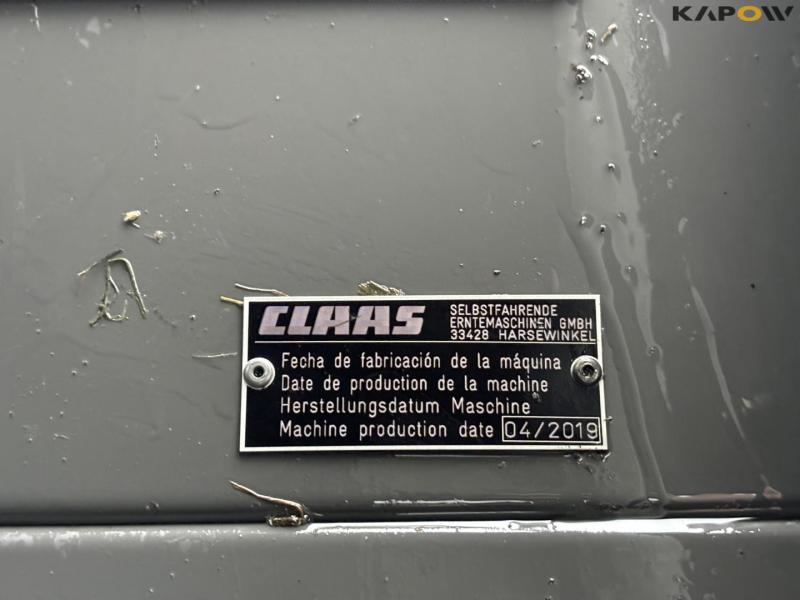 KAPOW
CLAAS
SELBSTFAHRENDE
ERNTEMASCHINEN GMBH
33428 HARSEWINKEL
Fecha de fabricación de la máquina
Date de production de la machine
Herstellungsdatum Maschine
Machine production date 04/2019